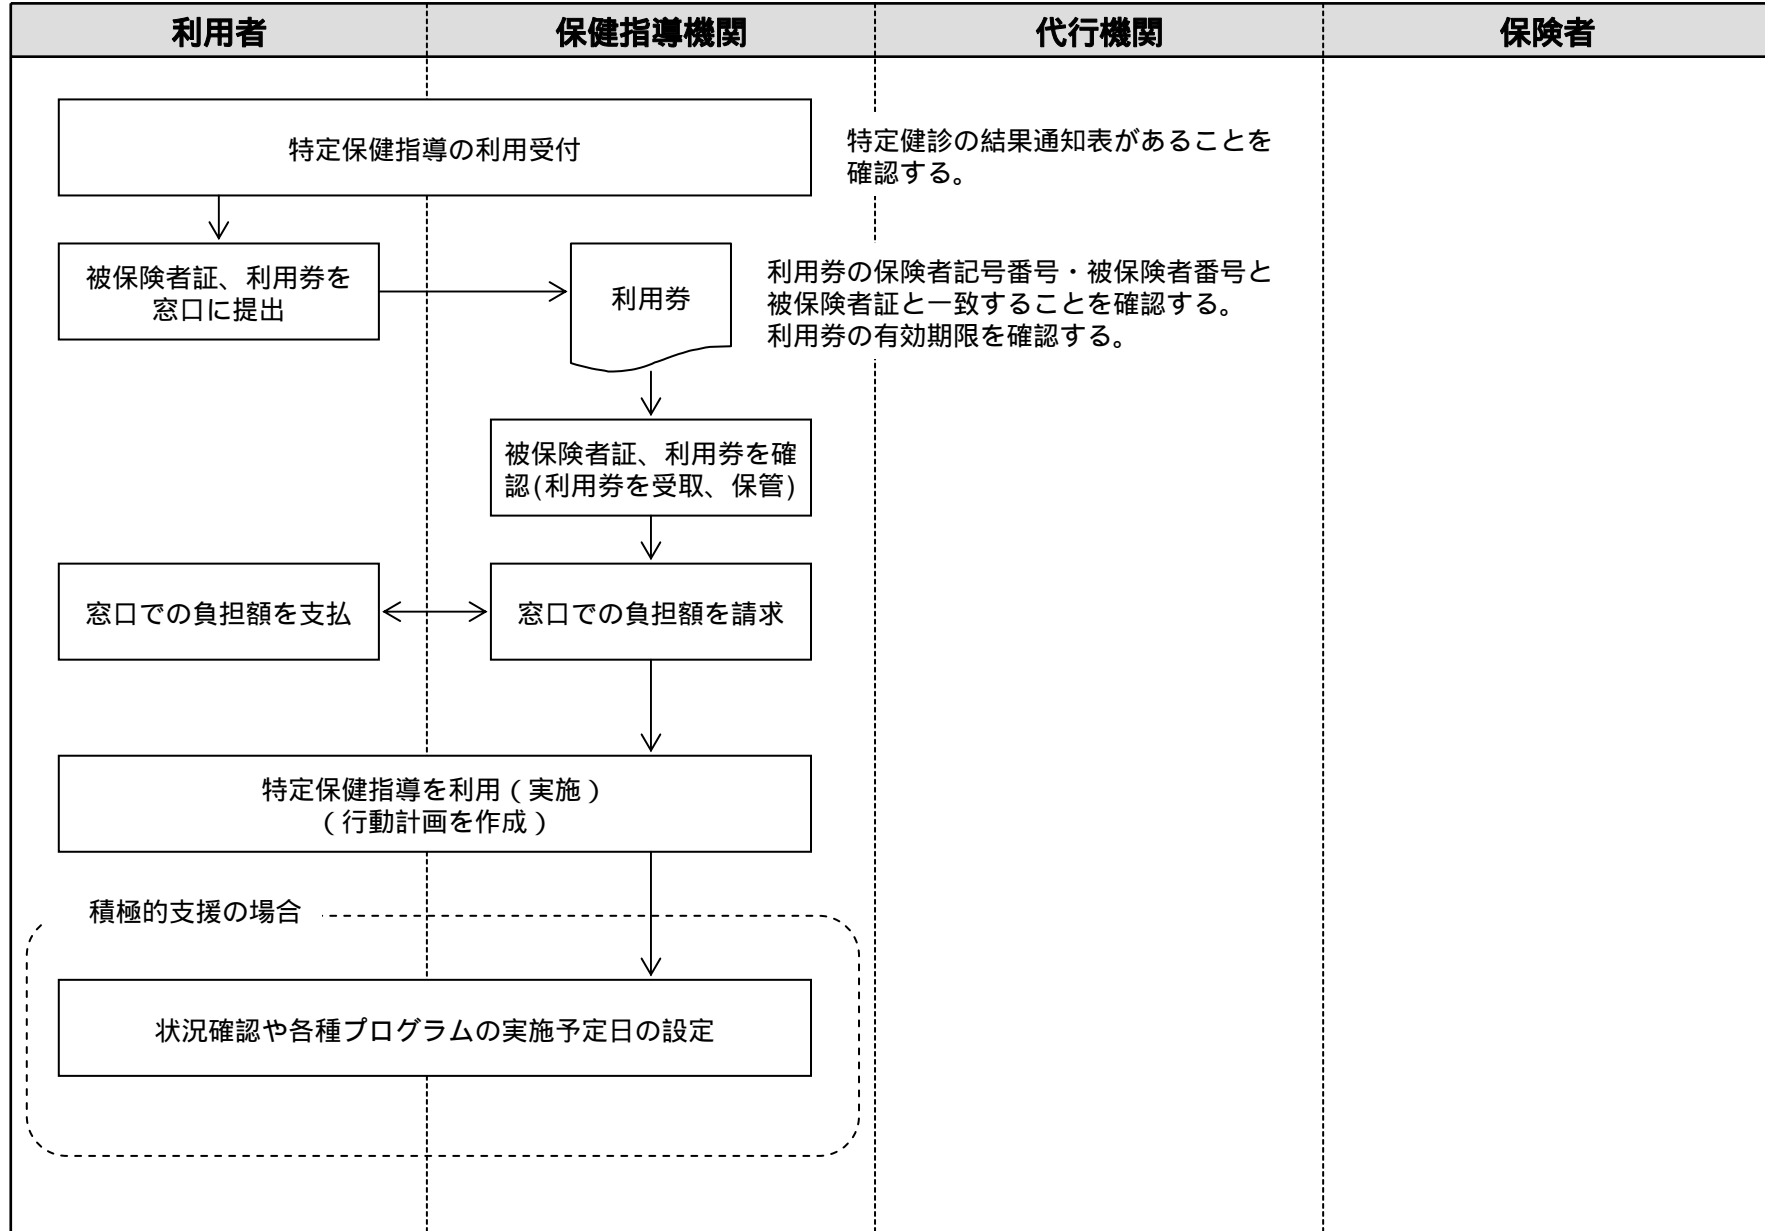 利用者
保健指導機関
代行機関
保険者
特定保健指導の利用受付
特定健診の結果通知表があることを
確認する。
被保険者証、利用券を
窓口に提出
利用券
利用券の保険者記号番号・被保険者番号と
被保険者証と一致することを確認する。
利用券の有効期限を確認する。
被保険者証、利用券を確
認(利用券を受取、保管)
窓口での負担額を支払
窓口での負担額を請求
特定保健指導を利用（実施）
（行動計画を作成）
積極的支援の場合
状況確認や各種プログラムの実施予定日の設定